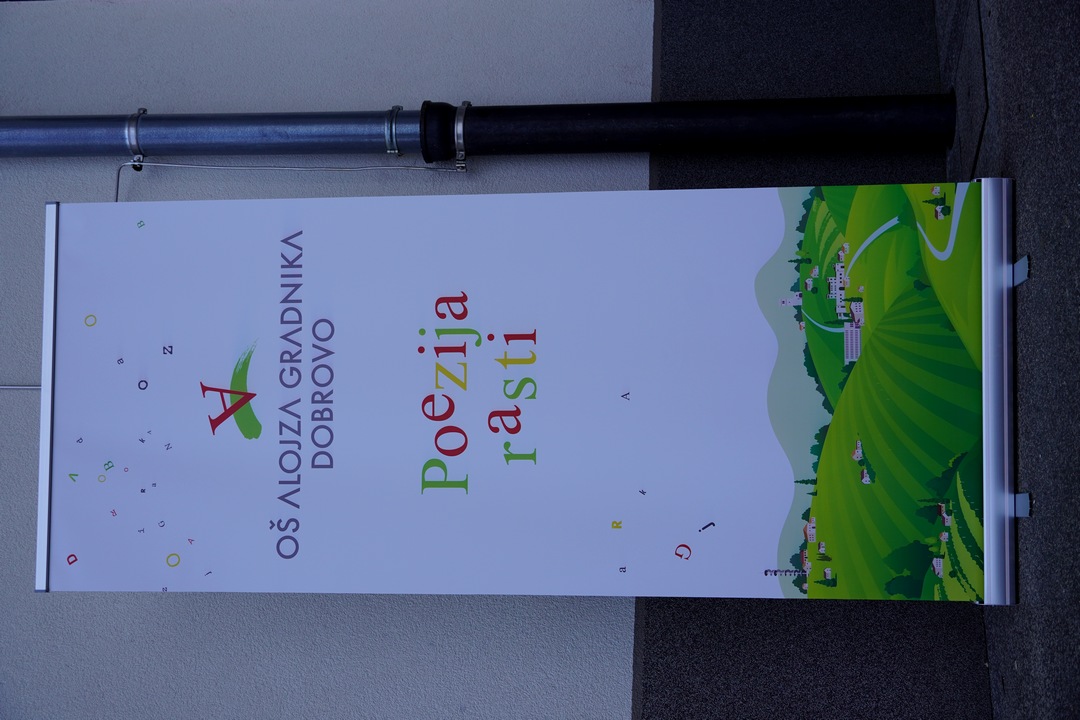 A
OŠ ALOJZA GRADNIKA
DOBROVO
Poezija
rasti